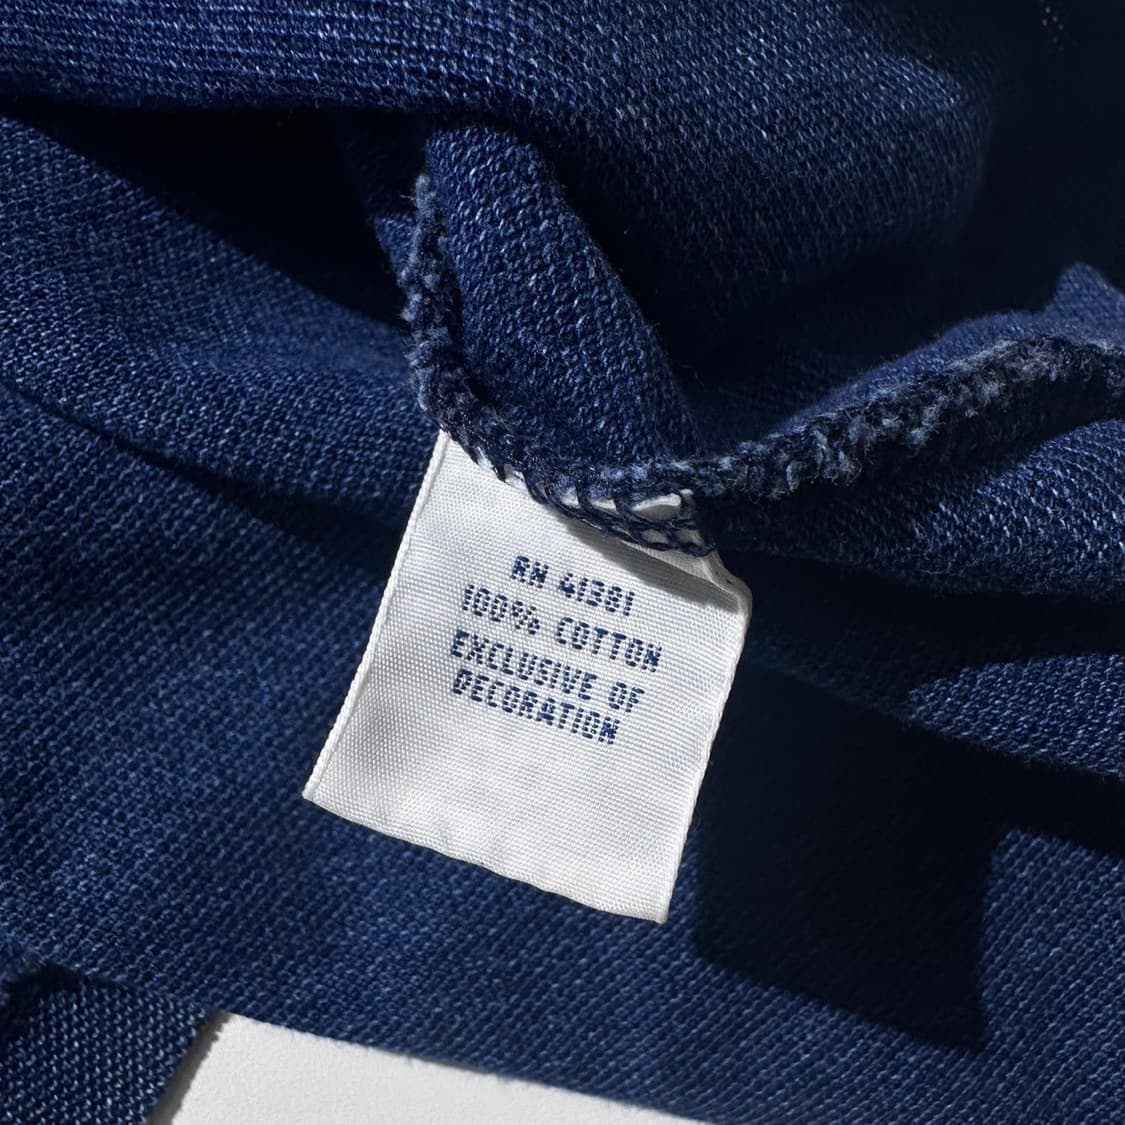 RN 41381
100% COTTON
EXCLUSIVE OF
DECORATION